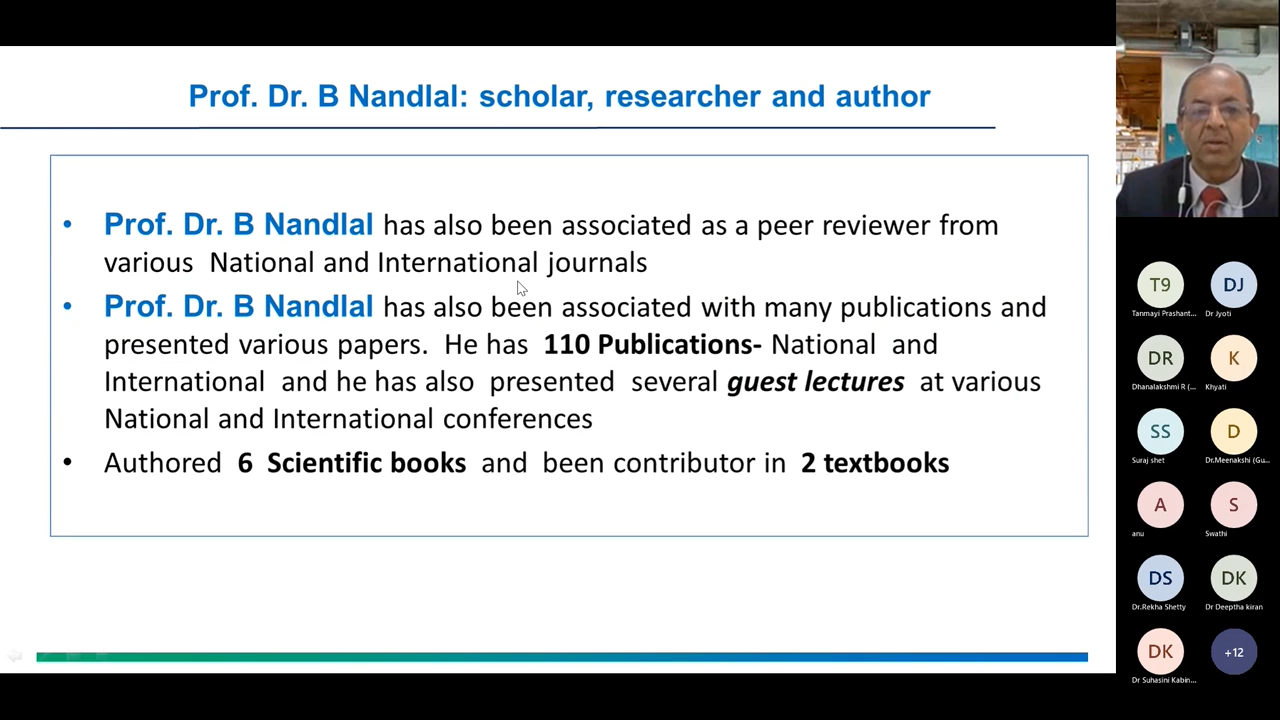 Prof. Dr. B Nandlal: scholar, researcher and author
• Prof. Dr. B Nandlal has also been associated as a peer reviewer from
various National and International journals
• Prof. Dr. B Nandlal has also been associated with many publications and
presented various papers. He has 110 Publications- National and
International and he has also presented several guest lectures at various
National and International conferences
• Authored 6 Scientific books and been contributor in 2 textbooks
T9
DJ
Tanmayi Prashant...
Dr Jyoti
DR
K
Dhanalakshmi R (...
Khyati
SS
D
Suraj shet
Dr.Meenakshi (Gu...
A
S
anu
Swathi
DS
DK
Dr.Rekha Shetty
Dr Deeptha kiran
DK
+12
Dr Suhasini Kabin...